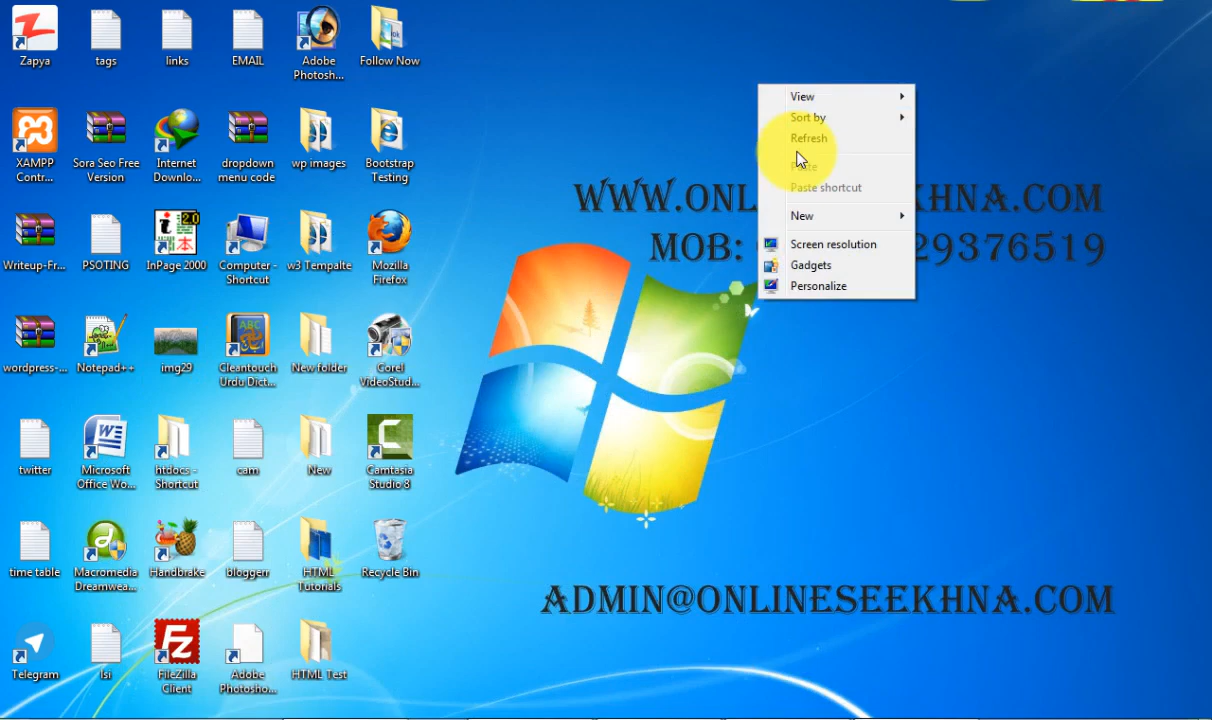 Zapya
tags
links
EMAIL
Adobe
Photosh...
Follow Now
XAMPP
Contr...
Sora Seo Free
Version
Internet
Downlo...
dropdown
menu code
wp images
Bootstrap
Testing
Writeup-Fr...
PSOTING
InPage 2000
Computer -
Shortcut
w3 Tempalte
Mozilla
Firefox
wordpress-...
Notepad++
img29
Cleantouch
Urdu Dict...
New folder
Corel
VideoStud...
twitter
Microsoft
Office Wo...
htdocs -
Shortcut
cam
New
Camtasia
Studio 8
time table
Macromedia
Dreamwea...
Handbrake
bloggerr
HTML
Tutorials
Recycle Bin
Telegram
FileZilla
Client
Adobe
Photosho...
HTML Test
View
Sort by
Refresh
Paste
Paste shortcut
New
Screen resolution
Gadgets
Personalize
WWW.ONL
KHNA.COM
MOB:
29376519
ADMIN@ONLINESEEKHNA.COM